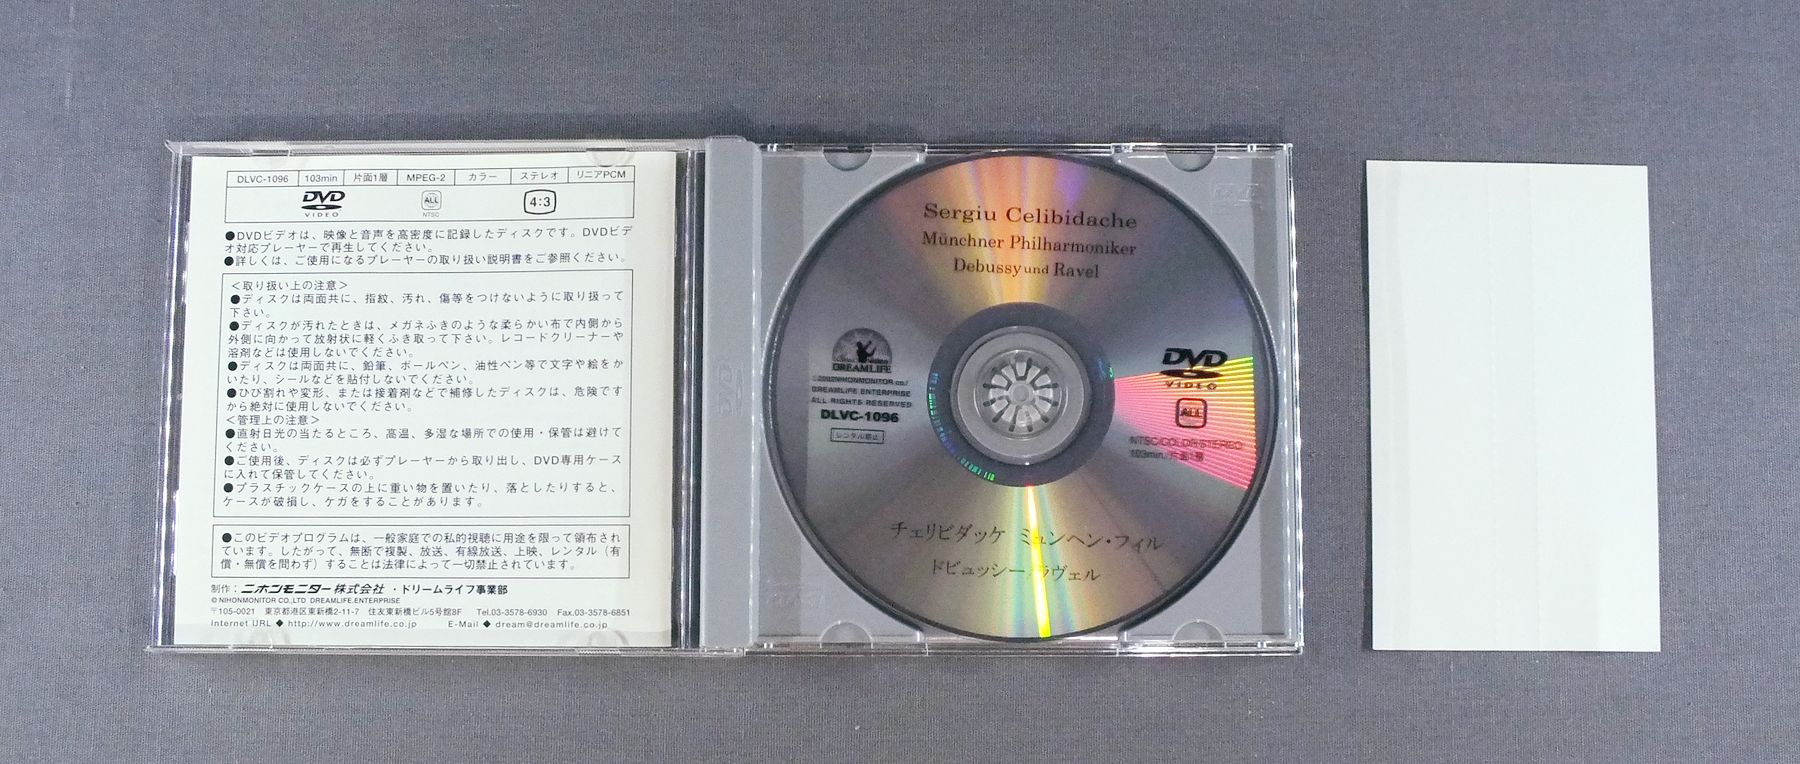 DLVC-1096 103min 片面1層 MPEG-2 カラー ステレオ リニアPCM
DVD VIDEO ALL NTSC 4:3
●DVDビデオは、映像と音声を高密度に記録したディスクです。DVDビデ
オ対応プレーヤーで再生してください。
●詳しくは、ご使用になるプレーヤーの取り扱い説明書をご参照ください。
＜取り扱い上の注意＞
●ディスクは両面共に、指紋、汚れ、傷等をつけないように取り扱って
下さい。
●ディスクが汚れたときは、メガネふきのような柔らかい布で内側から
外側に向かって放射状に軽くふき取って下さい。レコードクリーナーや
溶剤などは使用しないでください。
●ディスクは両面共に、鉛筆、ボールペン、油性ペン等で文字や絵をか
いたり、シールなどを貼付しないでください。
●ひび割れや変形、または接着剤などで補修したディスクは、危険です
から絶対に使用しないでください。
＜管理上の注意＞
●直射日光の当たるところ、高温、多湿な場所での使用・保管は避けて
ください。
●ご使用後、ディスクは必ずプレーヤーから取り出し、DVD専用ケース
に入れて保管してください。
●プラスチックケースの上に重い物を置いたり、落としたりすると、
ケースが破損し、ケガをすることがあります。
●このビデオプログラムは、一般家庭での私的視聴に用途を限って領布され
ています。したがって、無断で複製、放送、有線放送、上映、レンタル（有
償・無償を問わず）することは法律によって一切禁止されています。
制作：ニホンモニター株式会社・ドリームライフ事業部
© NIHONMONITOR CO.,LTD DREAMLIFE.ENTERPRISE
〒105-0021 東京都港区東新橋2-11-7 住友東新橋ビル5号館8F Tel.03-3578-6930 Fax.03-3578-6851
Internet URL ◆ http://www.dreamlife.co.jp E-Mail ◆ dream@dreamlife.co.jp
Sergiu Celibidache
Münchner Philharmoniker
Debussy und Ravel
DREAMLIFE
©2002NIHONMONITOR co./
DREAMLIFE ENTERPRISE
ALL RIGHTS RESERVED
DLVC-1096
レンタル禁止
DVD
VIDEO
ALL
NTSC/COLOR/STEREO
103min. 片面1層
チェリビダッケ ミュンヘン・フィル
ドビュッシー/ラヴェル